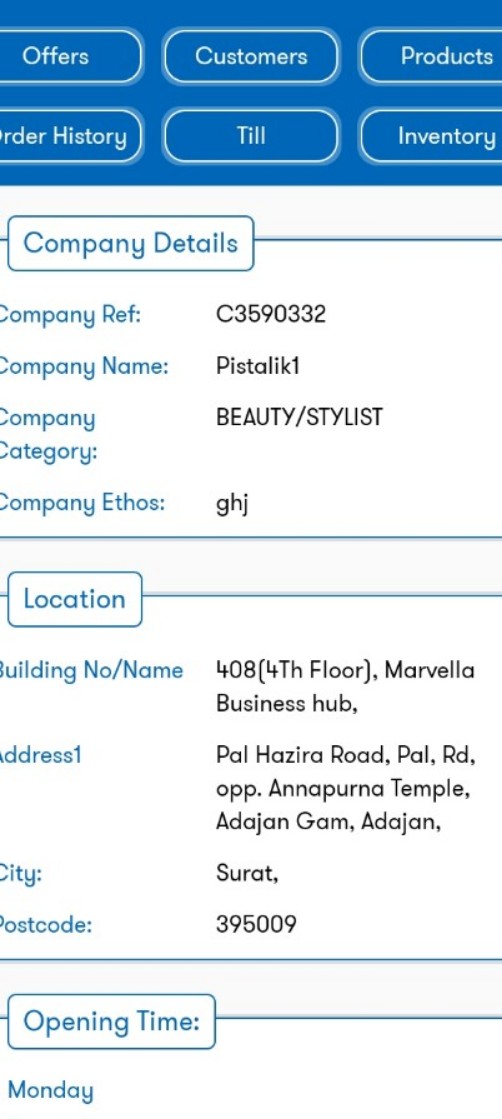 Offers Customers Products
Order History Till Inventory
Company Details
Company Ref: C3590332
Company Name: Pistalik1
Company BEAUTY/STYLIST
Category:
Company Ethos: ghj
Location
Building No/Name 408(4Th Floor), Marvella
Business hub,
Address1 Pal Hazira Road, Pal, Rd,
opp. Annapurna Temple,
Adajan Gam, Adajan,
City: Surat,
Postcode: 395009
Opening Time:
Monday